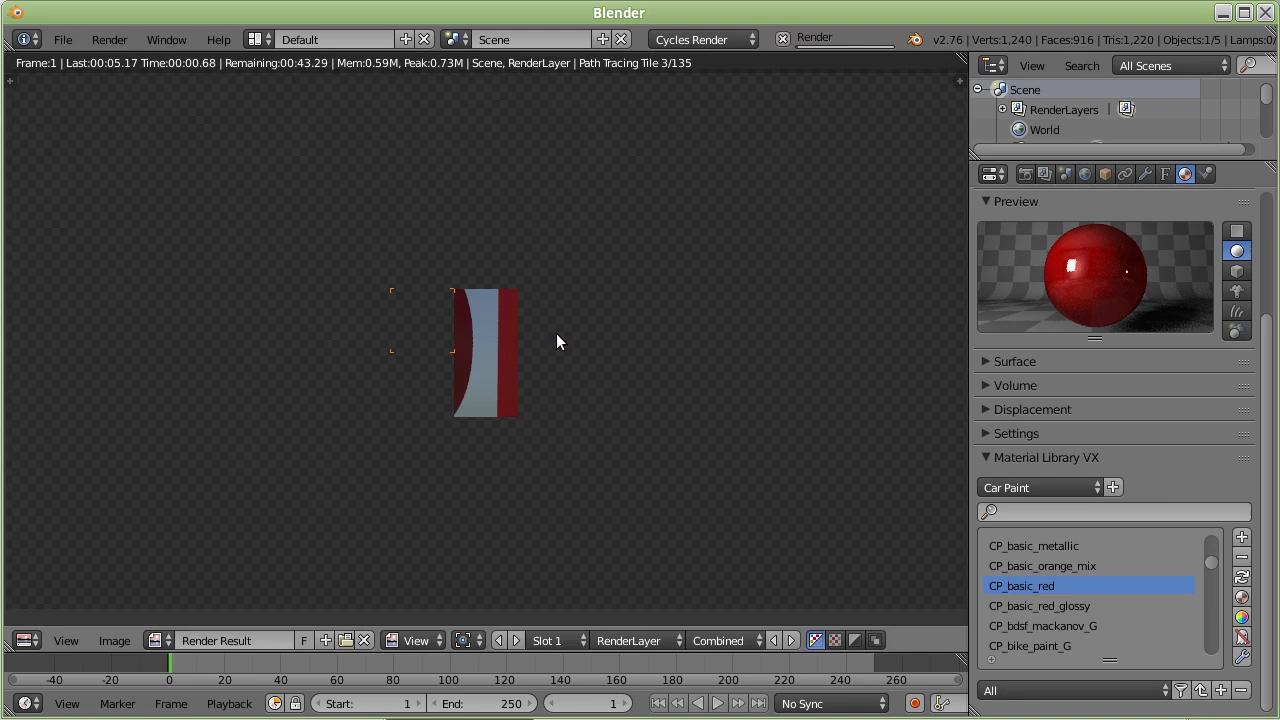 Blender
File Render Window Help Default Scene Cycles Render Render v2.76 | Verts:1,240 | Faces:916 | Tris:1,220 | Objects:1/5 | Lamps:0/
Frame:1 | Last:00:05.17 Time:00:00.68 | Remaining:00:43.29 | Mem:0.59M, Peak:0.73M | Scene, RenderLayer | Path Tracing Tile 3/135
View Search All Scenes
Scene
RenderLayers |
World
Preview
Surface
Volume
Displacement
Settings
Material Library VX
Car Paint
CP_basic_metallic
CP_basic_orange_mix
CP_basic_red
CP_basic_red_glossy
CP_bdsf_mackanov_G
CP_bike_paint_G
All
View Image Render Result F View Slot 1 RenderLayer Combined
-40 -20 0 20 40 60 80 100 120 140 160 180 200 220 240 260
View Marker Frame Playback Start: 1 End: 250 1 No Sync